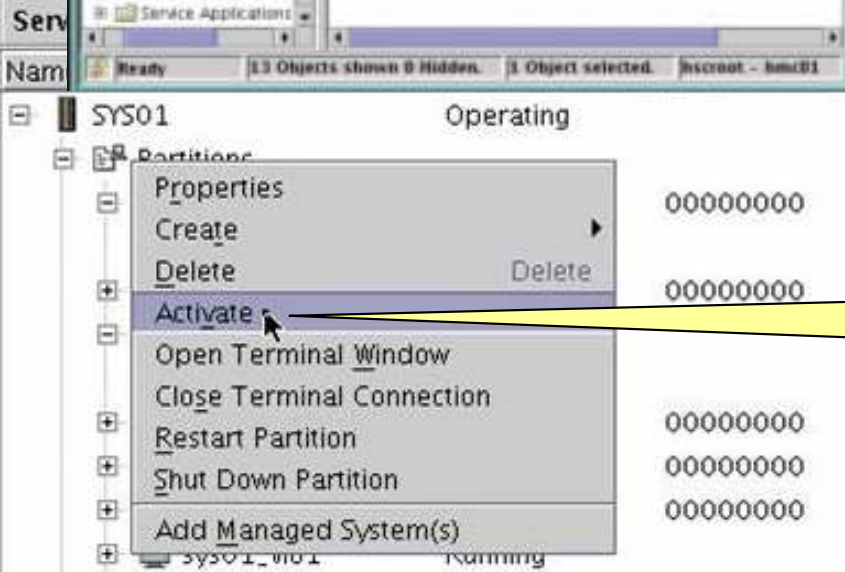 Serv
Service Applications
Nam
Ready 13 Objects shown 0 Hidden. 1 Object selected. hscroot - hmc01
SYS01 Operating
Partitions
Properties
00000000
Create
Delete Delete
00000000
Activate
Open Terminal Window
Close Terminal Connection
00000000
Restart Partition
00000000
Shut Down Partition
00000000
Add Managed System(s)
SYS01_vio1 Running